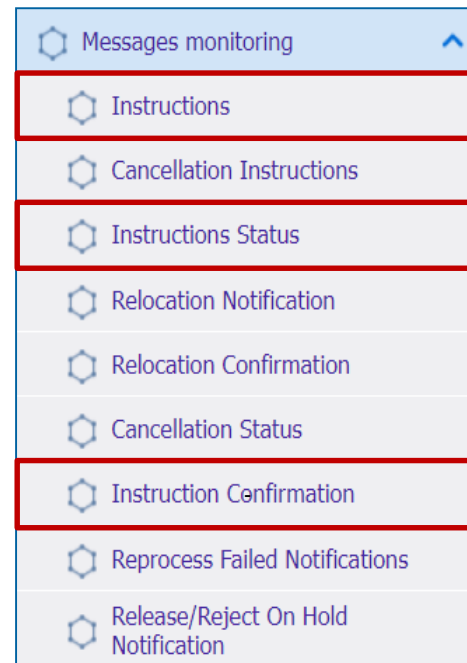 Messages monitoring
Instructions
Cancellation Instructions
Instructions Status
Relocation Notification
Relocation Confirmation
Cancellation Status
Instruction Confirmation
Reprocess Failed Notifications
Release/Reject On Hold
Notification